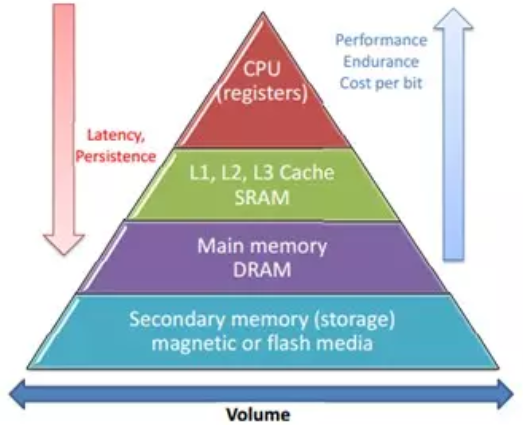 CPU
(registers)
Performance
Endurance
Cost per bit
Latency,
Persistence
L1, L2, L3 Cache
SRAM
Main memory
DRAM
Secondary memory (storage)
magnetic or flash media
Volume